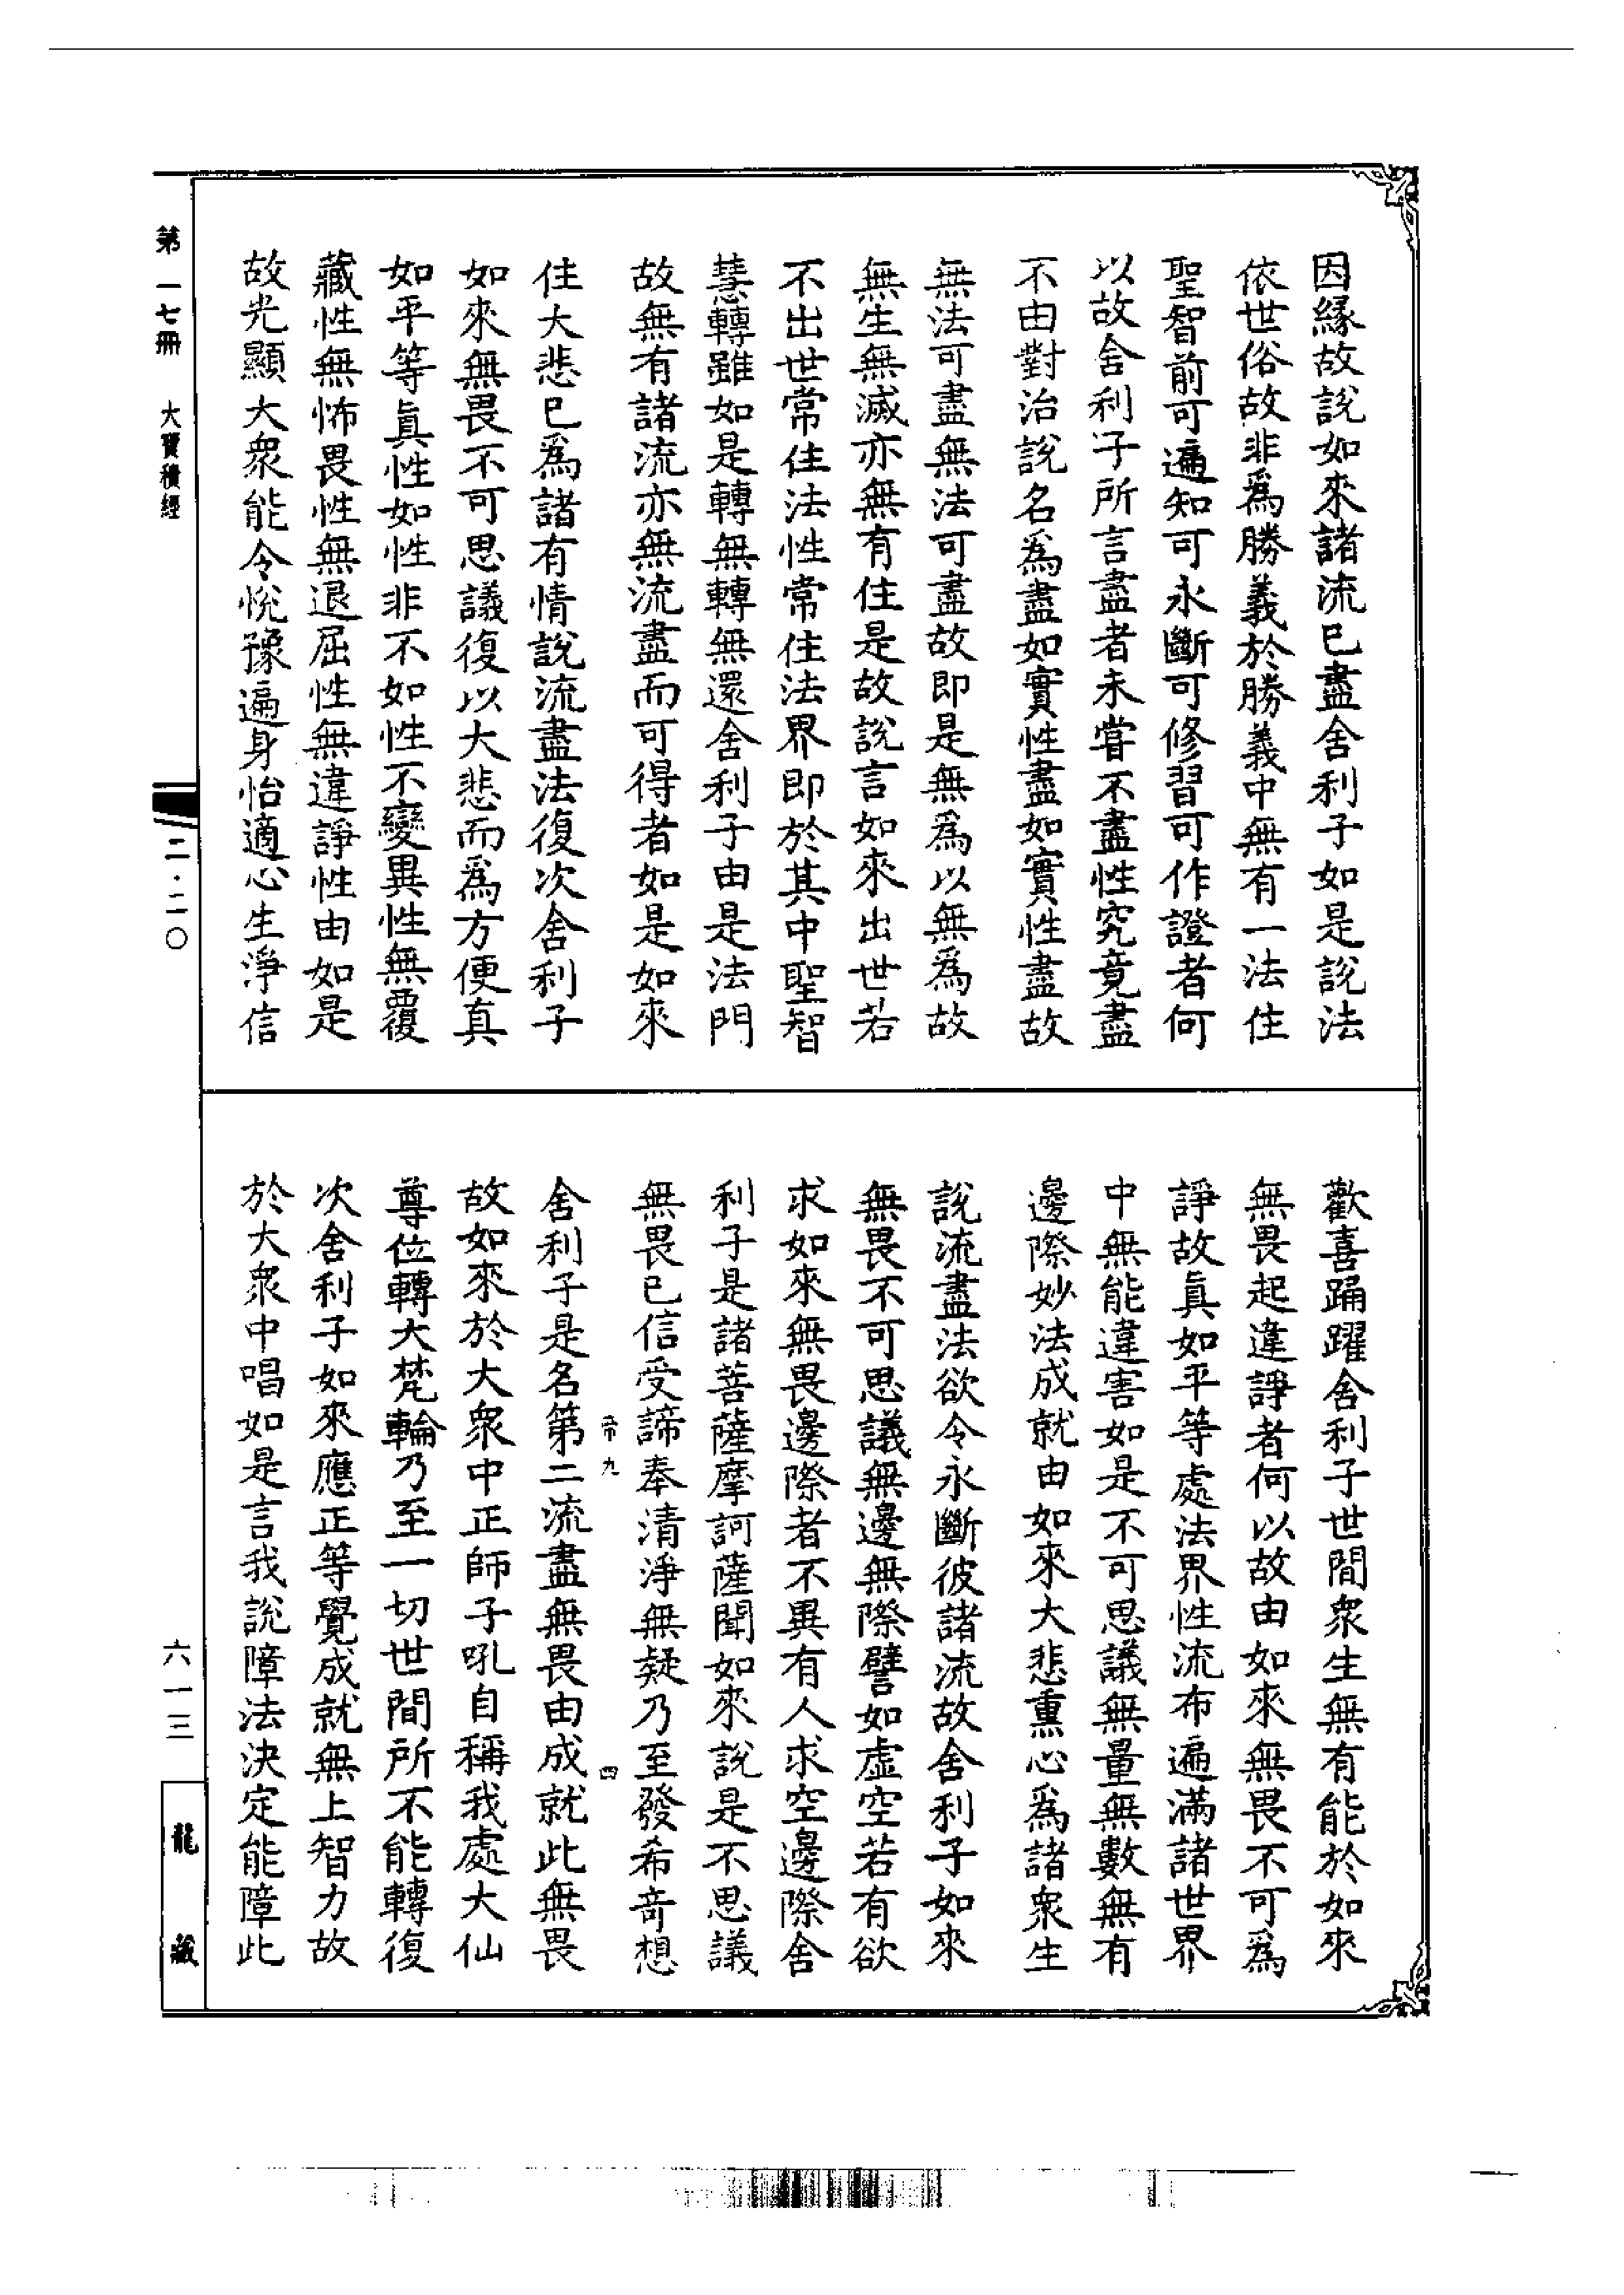 因緣故說如來諸流已盡舍利子如是說法
依世俗故非爲勝義於勝義中無有一法住
聖智前可遍知可永斷可修習可作證者何
以故舍利子所言盡者未嘗不盡性究竟盡
不由對治說名爲盡如實性盡如實性盡故
無法可盡無法可盡故即是無爲以無爲故
無生無滅亦無有住是故說言如來出世若
不出世常住法性常住法界即於其中聖智
慧轉雖如是轉無轉無還舍利子由是法門
故無有諸流亦無流盡而可得者如是如來
住大悲已爲諸有情說流盡法復次舍利子
如來無畏不可思議復以大悲而爲方便真
如平等真性如性非不如性不變異性無覆
藏性無怖畏性無退屈性無違諍性由如是
故光顯大衆能令悅豫遍身怡適心生淨信
歡喜踊躍舍利子世間衆生無有能於如來
無畏起違諍者何以故由如來無畏不可爲
諍故真如平等處法界性流布遍滿諸世界
中無能違害如是不可思議無量無數無有
邊際妙法成就由如來大悲熏心爲諸衆生
說流盡法欲令永斷彼諸流故舍利子如來
無畏不可思議無邊無際譬如虛空若有欲
求如來無畏邊際者不異有人求空邊際舍
利子是諸菩薩摩訶薩聞如來說是不思議
無畏已信受諦奉清淨無疑乃至發希奇想
帝九 四
舍利子是名第二流盡無畏由成就此無畏
故如來於大衆中正師子吼自稱我處大仙
尊位轉大梵輪乃至一切世間所不能轉復
次舍利子如來應正等覺成就無上智力故
於大衆中唱如是言我說障法決定能障此
第一七冊 大寶積經
二·二〇
六一三
龍藏